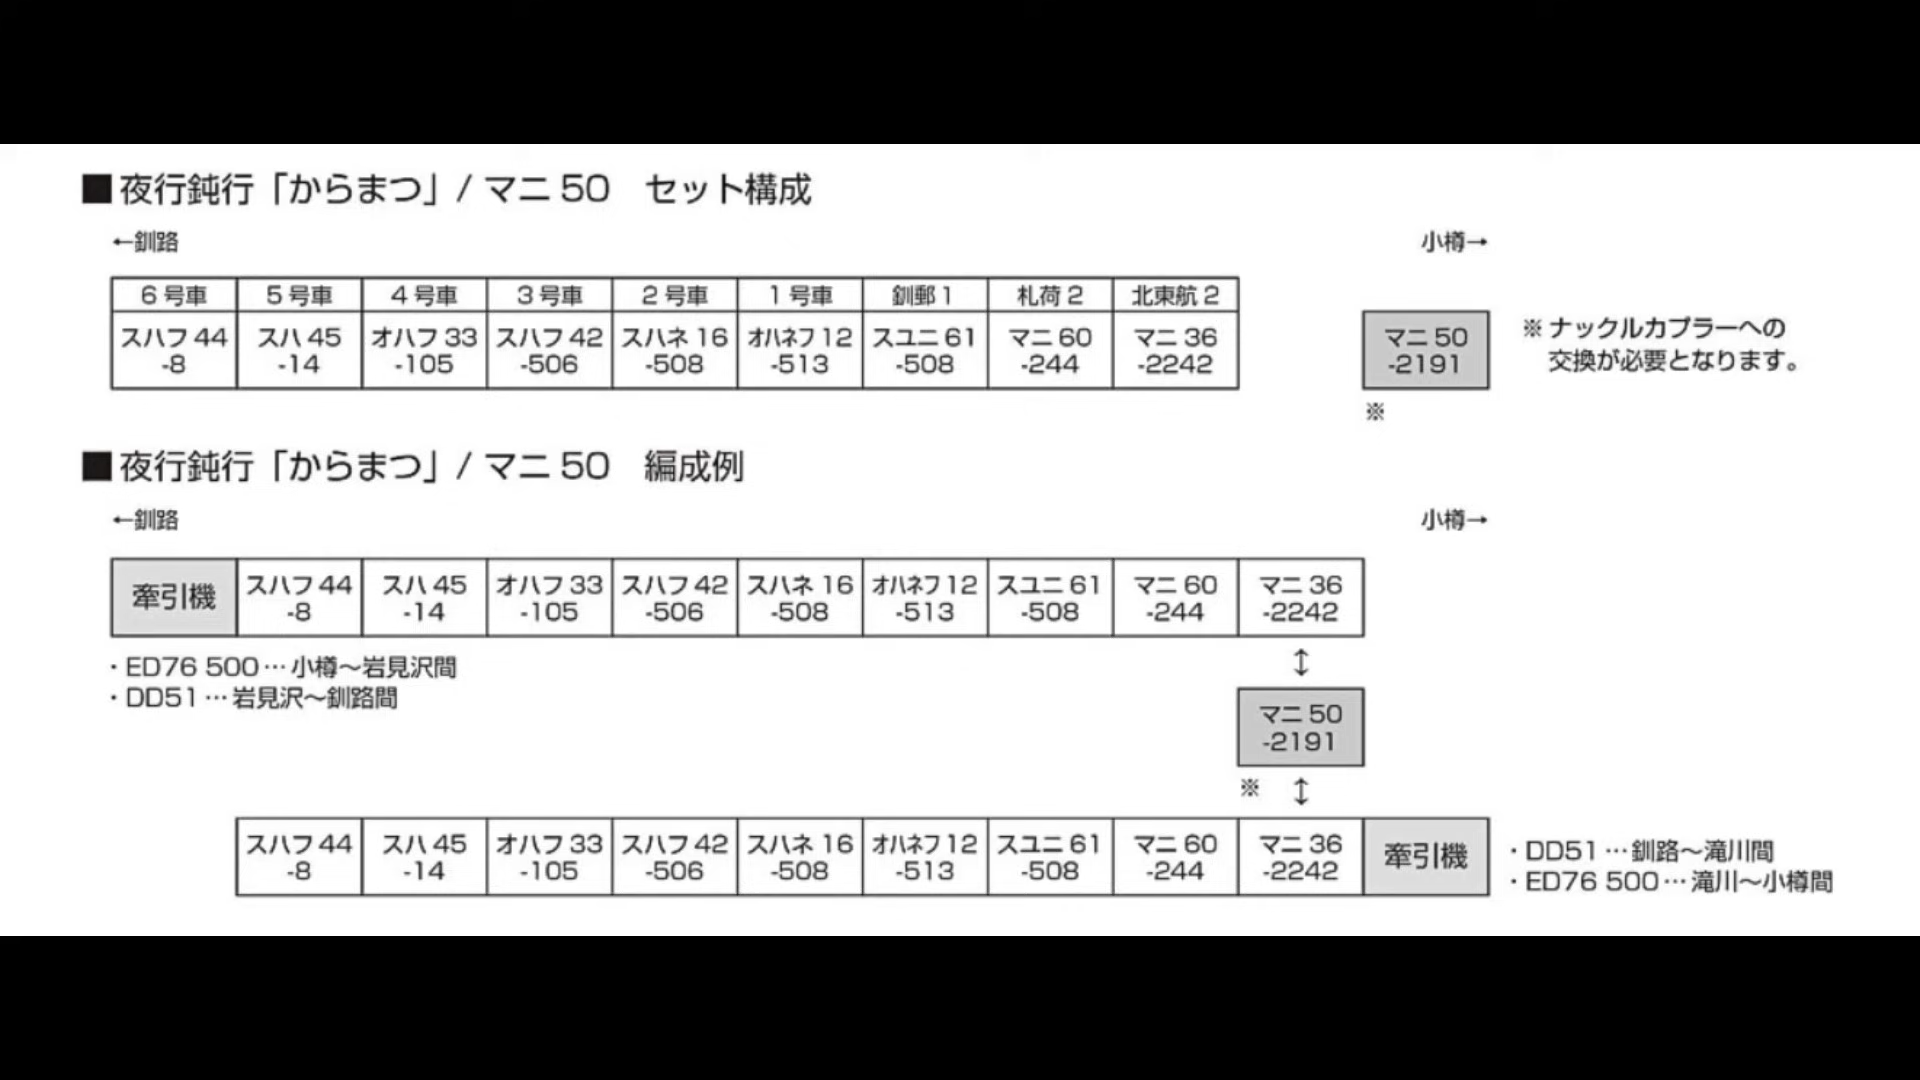 ■夜行鈍行「からまつ」/ マニ 50　セット構成
←釧路　小樽→
6 号車　5 号車　4 号車　3 号車　2 号車　1 号車　釧郵 1　札荷 2　北東航 2
スハフ 44　スハ 45　オハフ 33　スハフ 42　スハネ 16　オハネフ 12　スユニ 61　マニ 60　マニ 36　マニ 50　※ ナックルカプラーへの
-8　-14　-105　-506　-508　-513　-508　-244　-2242　-2191　交換が必要となります。
※
■夜行鈍行「からまつ」/ マニ 50　編成例
←釧路　小樽→
牽引機　スハフ 44　スハ 45　オハフ 33　スハフ 42　スハネ 16　オハネフ 12　スユニ 61　マニ 60　マニ 36
-8　-14　-105　-506　-508　-513　-508　-244　-2242
・ED76 500 … 小樽～岩見沢間　↕
・DD51 … 岩見沢～釧路間
マニ 50
-2191
※　↕
スハフ 44　スハ 45　オハフ 33　スハフ 42　スハネ 16　オハネフ 12　スユニ 61　マニ 60　マニ 36　牽引機　・DD51 … 釧路～滝川間
-8　-14　-105　-506　-508　-513　-508　-244　-2242　・ED76 500 … 滝川～小樽間